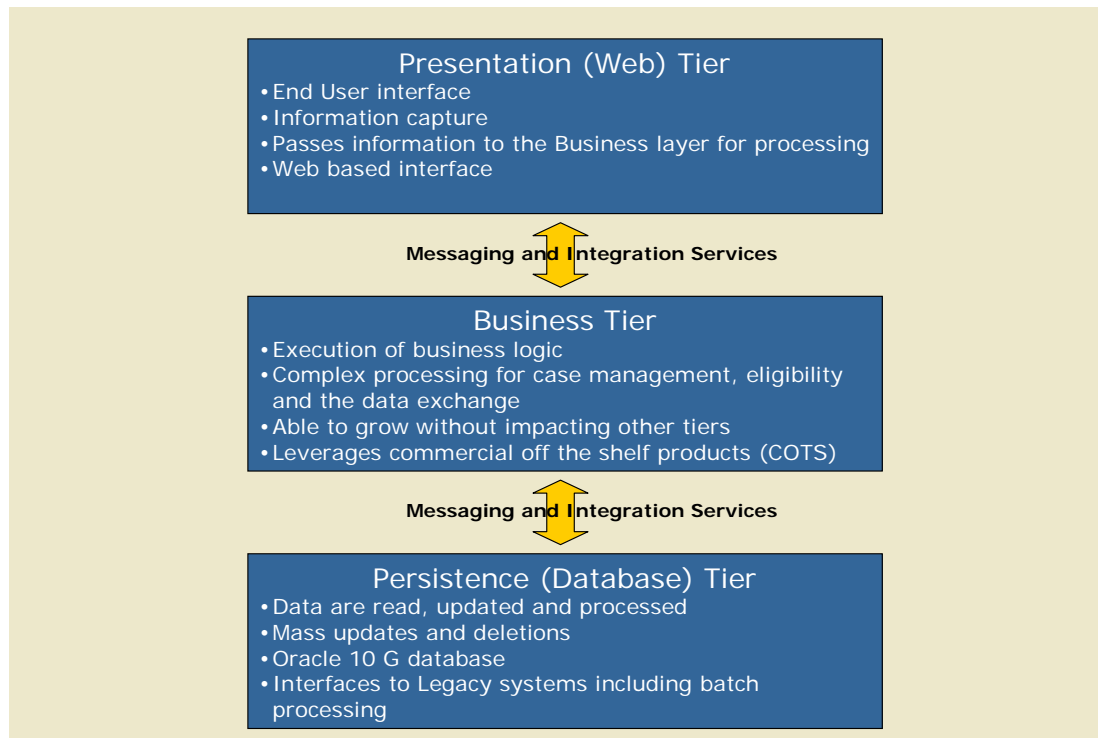 Presentation (Web) Tier
• End User interface
• Information capture
• Passes information to the Business layer for processing
• Web based interface
Messaging and Integration Services
Business Tier
• Execution of business logic
• Complex processing for case management, eligibility
and the data exchange
• Able to grow without impacting other tiers
• Leverages commercial off the shelf products (COTS)
Messaging and Integration Services
Persistence (Database) Tier
• Data are read, updated and processed
• Mass updates and deletions
• Oracle 10 G database
• Interfaces to Legacy systems including batch
processing